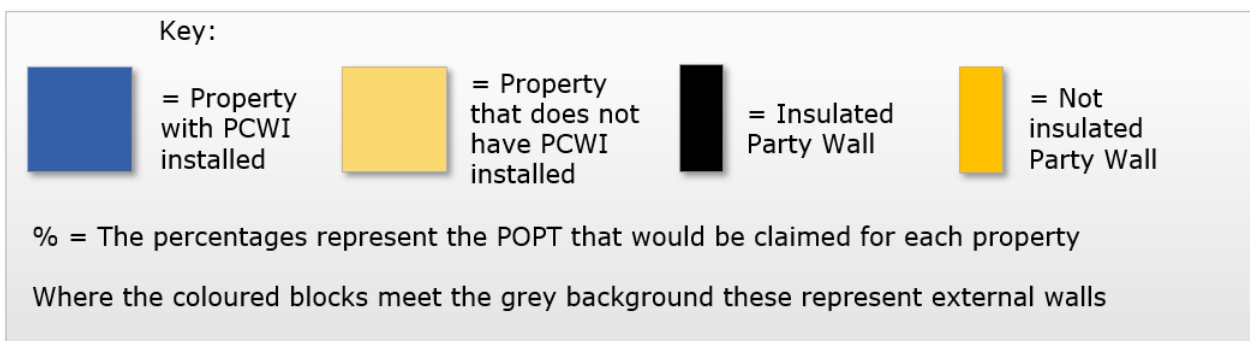 Key:
= Property
with PCWI
installed
= Property
that does not
have PCWI
installed
= Insulated
Party Wall
= Not
insulated
Party Wall
% = The percentages represent the POPT that would be claimed for each property
Where the coloured blocks meet the grey background these represent external walls